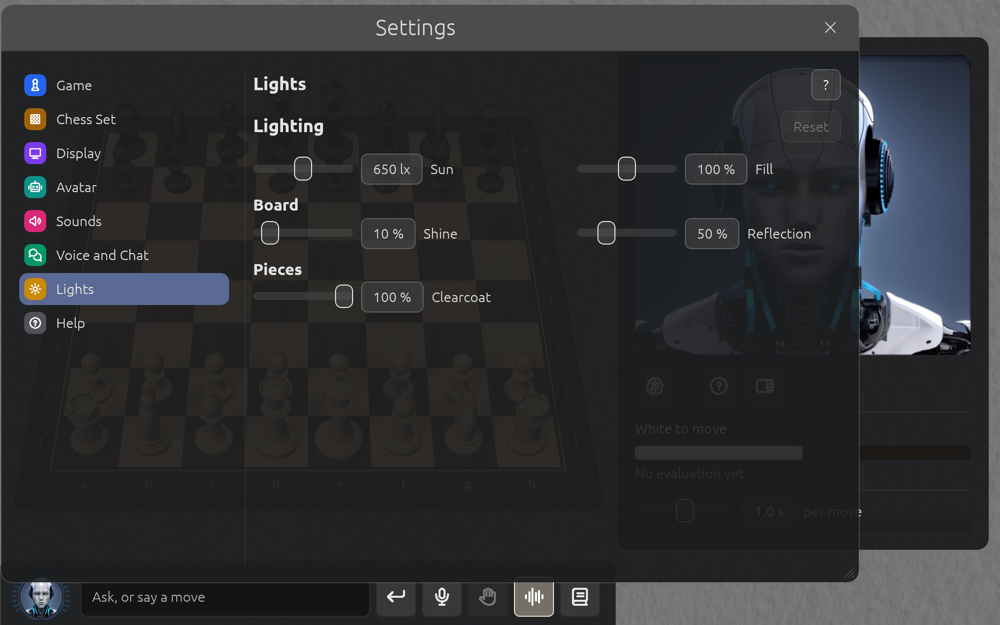 Settings
Game
Chess Set
Display
Avatar
Sounds
Voice and Chat
Lights
Help
Lights
?
Lighting
Reset
650 lx Sun
100 % Fill
Board
10 % Shine
50 % Reflection
Pieces
100 % Clearcoat
a b c d e f g h
White to move
No evaluation yet
1.0 s per move
Ask, or say a move